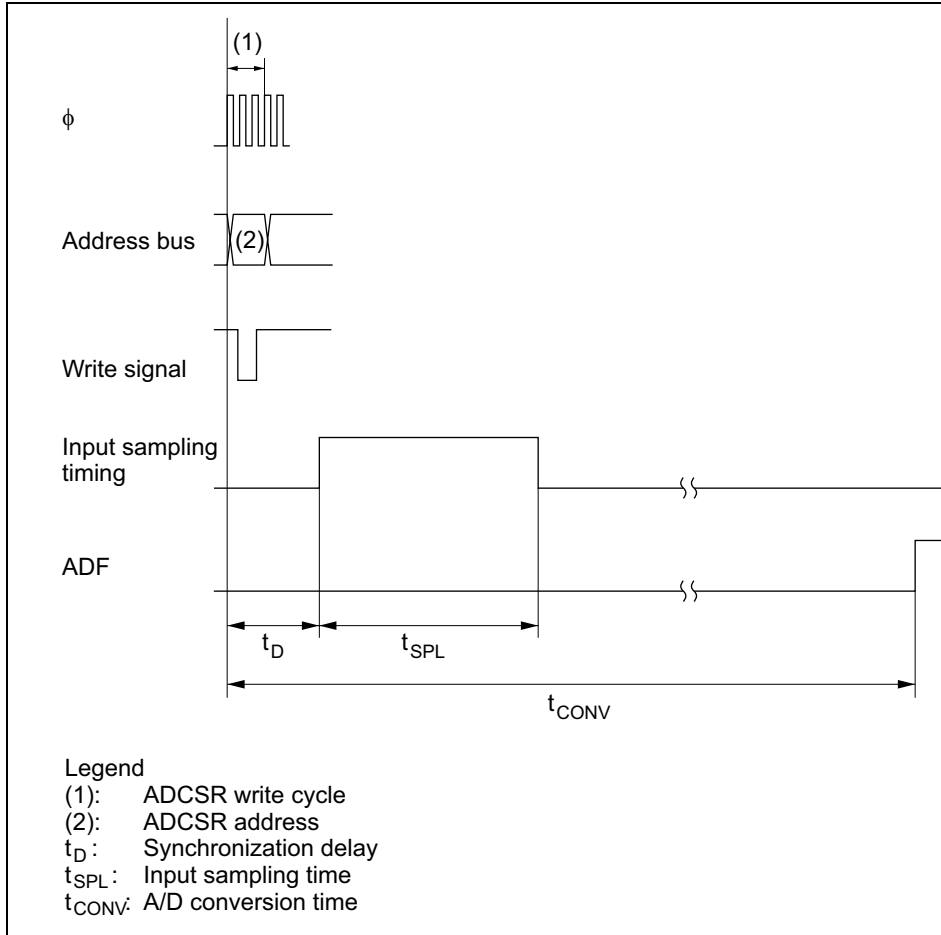 (1)
ϕ
Address bus
(2)
Write signal
Input sampling
timing
ADF
tD
tSPL
tCONV
Legend
(1): ADCSR write cycle
(2): ADCSR address
tD : Synchronization delay
tSPL : Input sampling time
tCONV: A/D conversion time